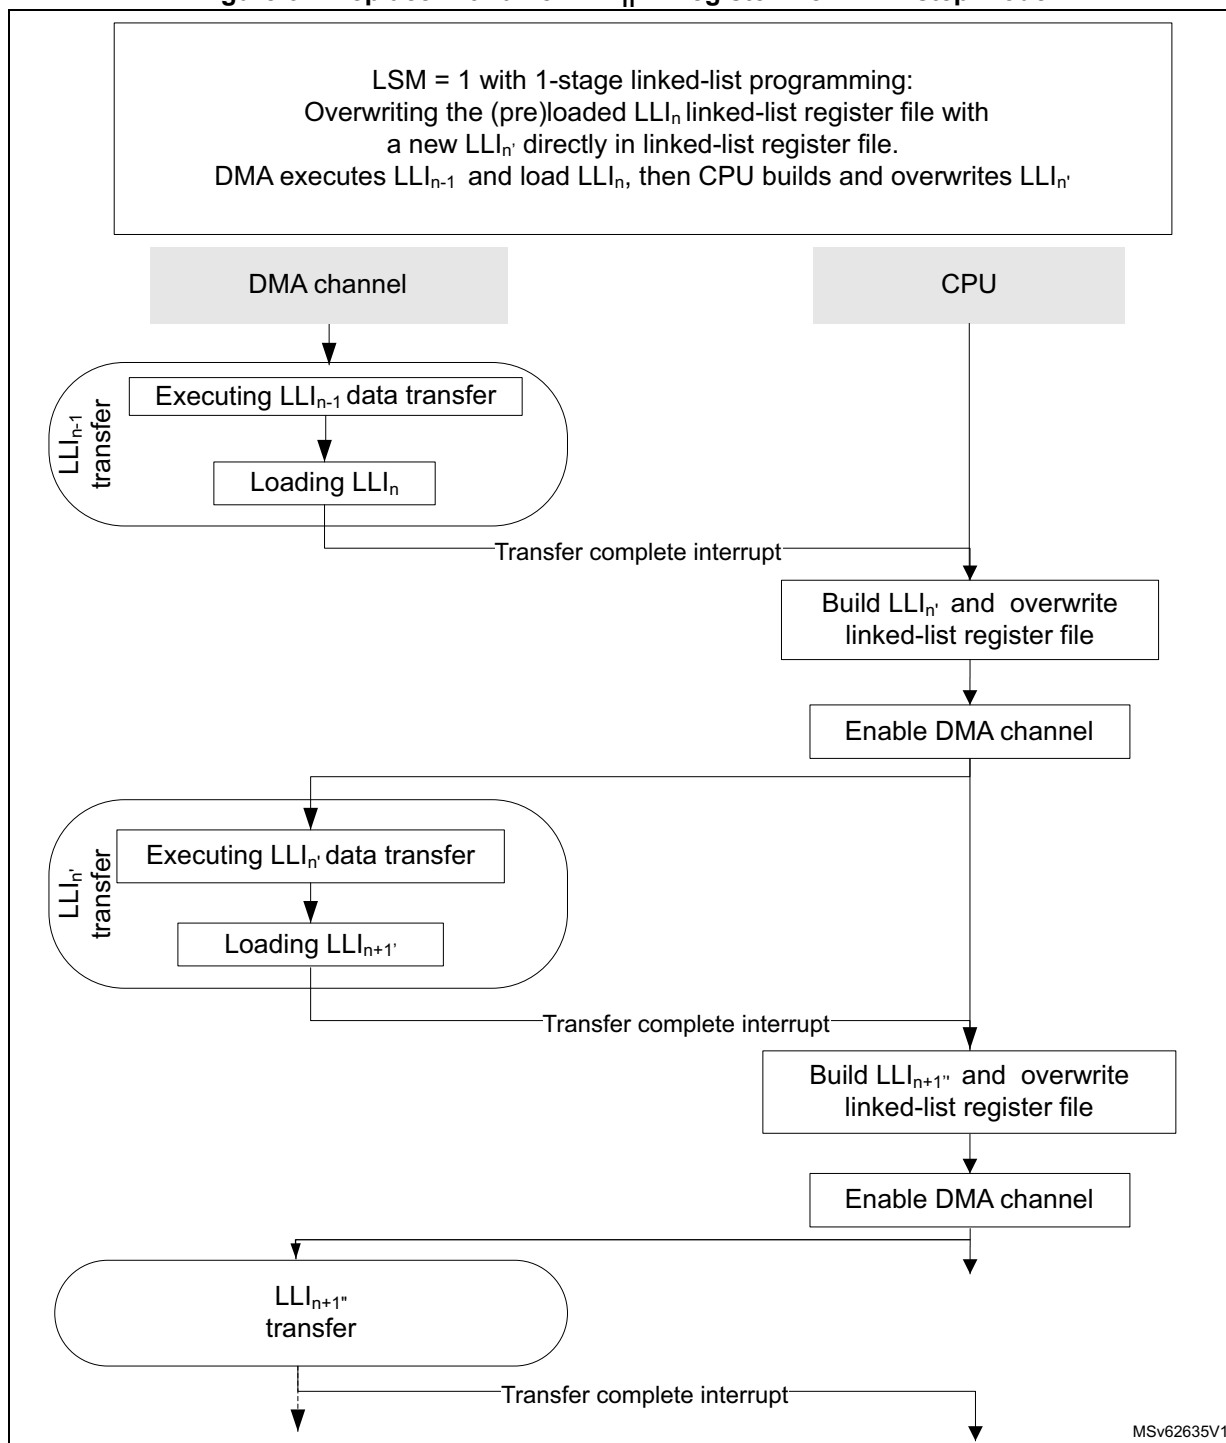 LSM = 1 with 1-stage linked-list programming:
Overwriting the (pre)loaded LLIn linked-list register file with
a new LLIn' directly in linked-list register file.
DMA executes LLIn-1 and load LLIn, then CPU builds and overwrites LLIn'
DMA channel
CPU
LLIn-1
transfer
Executing LLIn-1 data transfer
Loading LLIn
Transfer complete interrupt
Build LLIn' and overwrite
linked-list register file
Enable DMA channel
LLIn'
transfer
Executing LLIn' data transfer
Loading LLIn+1'
Transfer complete interrupt
Build LLIn+1'' and overwrite
linked-list register file
Enable DMA channel
LLIn+1"
transfer
Transfer complete interrupt
MSv62635V1